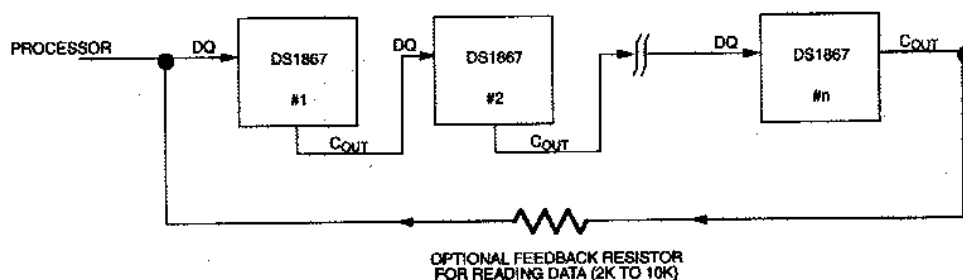 PROCESSOR
DQ
DS1867
#1
COUT
DQ
DS1867
#2
COUT
DQ
DS1867
#n
COUT
OPTIONAL FEEDBACK RESISTOR
FOR READING DATA (2K TO 10K)